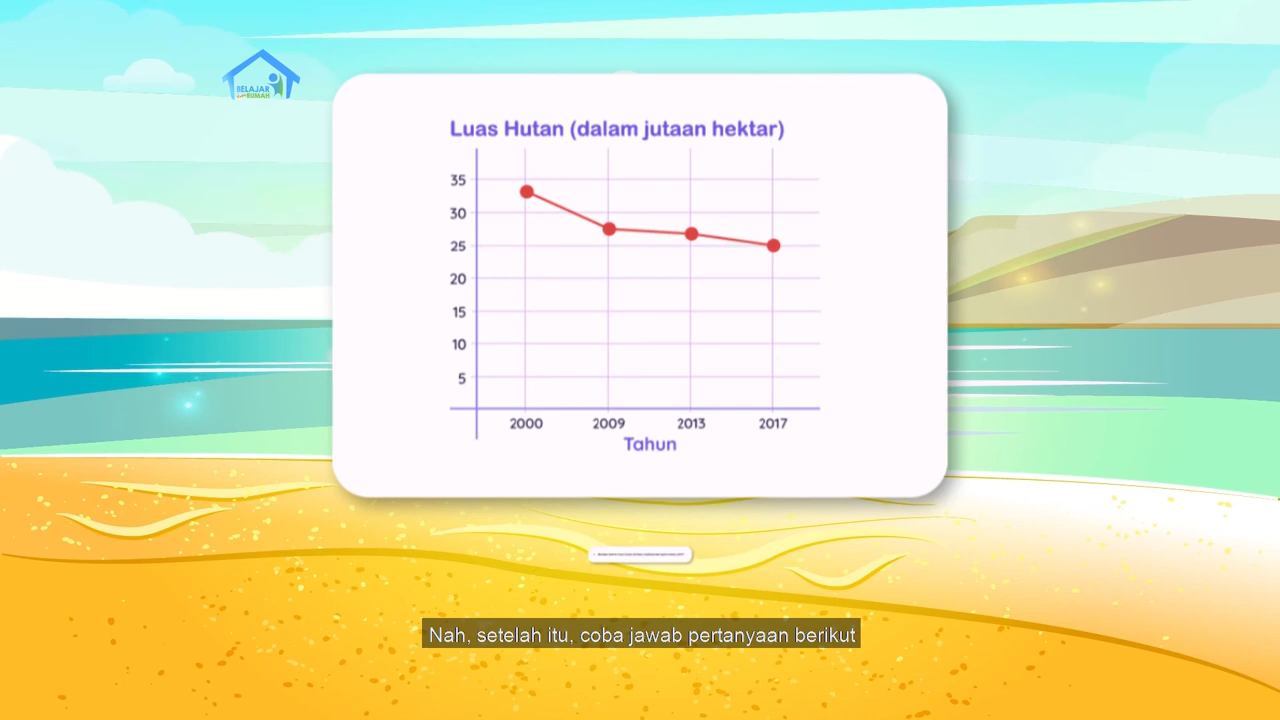 BELAJAR
dari RUMAH
Luas Hutan (dalam jutaan hektar)
35
30
25
20
15
10
5
2000 2009 2013 2017
Tahun
Nah, setelah itu, coba jawab pertanyaan berikut